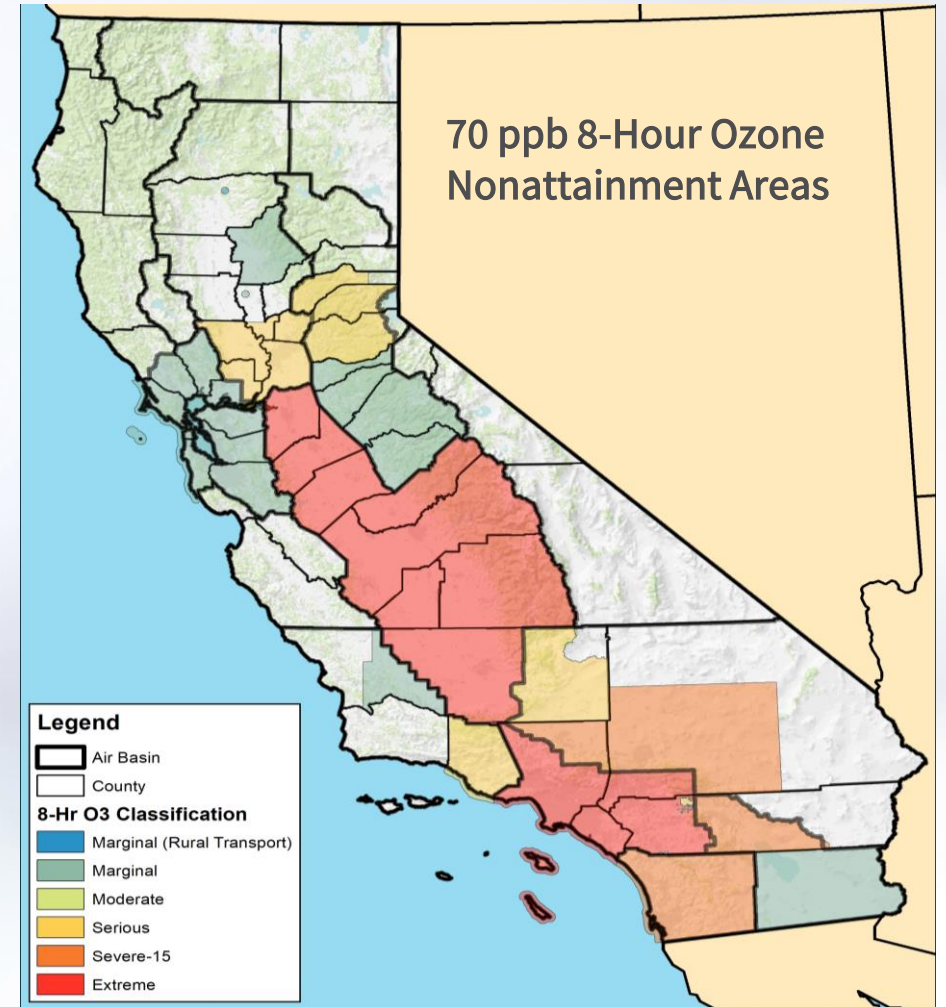 70 ppb 8-Hour Ozone
Nonattainment Areas
Legend
Air Basin
County
8-Hr O3 Classification
Marginal (Rural Transport)
Marginal
Moderate
Serious
Severe-15
Extreme